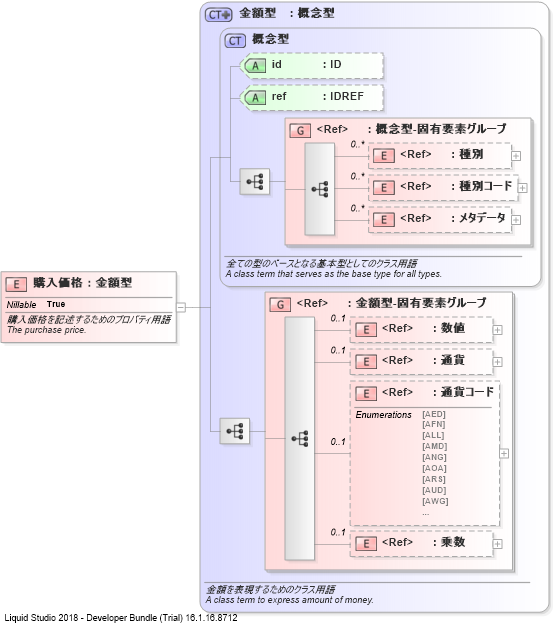 CT 金額型 : 概念型
CT 概念型
A id : ID
A ref : IDREF
G <Ref> : 概念型-固有要素グループ
0..*
E <Ref> : 種別
0..*
E <Ref> : 種別コード
0..*
E <Ref> : メタデータ
全ての型のベースとなる基本型としてのクラス用語
A class term that serves as the base type for all types.
E 購入価格 : 金額型
Nillable True
購入価格を記述するためのプロパティ用語
The purchase price.
G <Ref> : 金額型-固有要素グループ
0..1
E <Ref> : 数値
0..1
E <Ref> : 通貨
E <Ref> : 通貨コード
Enumerations [AED]
[AFN]
[ALL]
[AMD]
0..1
[ANG]
[AOA]
[ARS]
[AUD]
[AWG]
...
0..1
E <Ref> : 乗数
金額を表現するためのクラス用語
A class term to express amount of money.
Liquid Studio 2018 - Developer Bundle (Trial) 16.1.16.8712